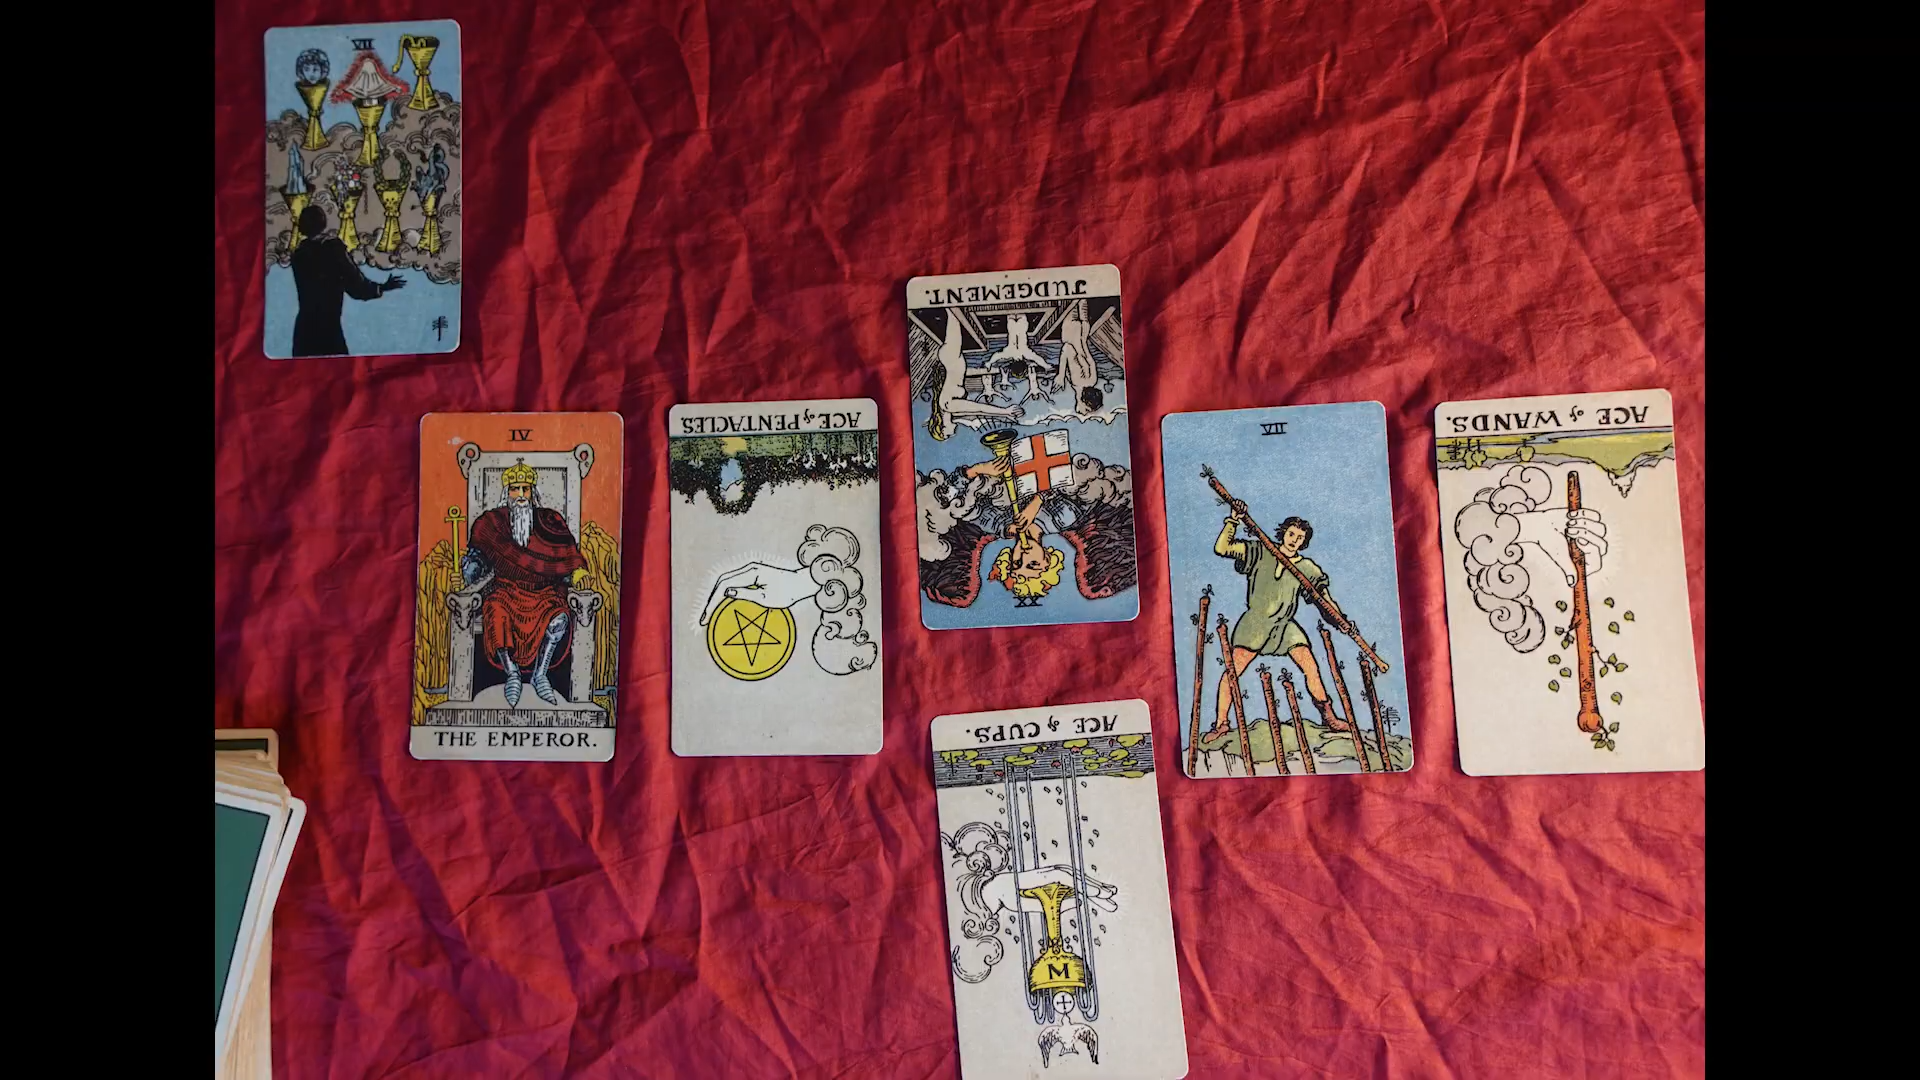 VII
IV
THE EMPEROR.
ACE of PENTACLES.
JUDGEMENT.
XX
VII
ACE of WANDS.
ACE of CUPS.
W